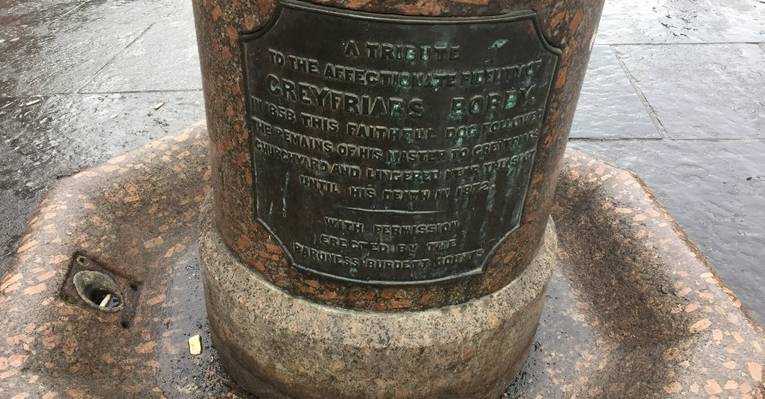 A TRIBUTE
TO THE AFFECTIONATE FIDELITY OF
GREYFRIARS BOBBY.
IN 1858 THIS FAITHFUL DOG FOLLOWED
THE REMAINS OF HIS MASTER TO GREYFRIARS
CHURCHYARD AND LINGERED NEAR THE SPOT
UNTIL HIS DEATH IN 1872.
WITH PERMISSION
ERECTED BY THE
BARONESS BURDETT COUTTS